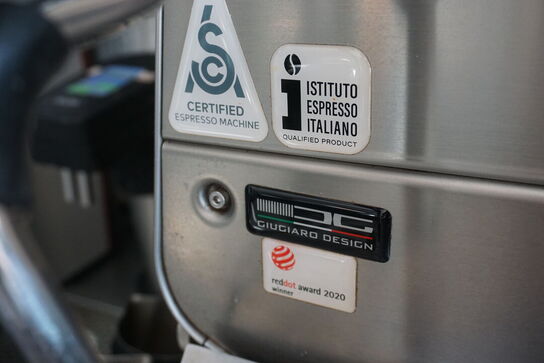 SCA
CERTIFIED
ESPRESSO MACHINE
i
ISTITUTO
ESPRESSO
ITALIANO
QUALIFIED PRODUCT
GIUGIARO DESIGN
reddot award 2020
winner